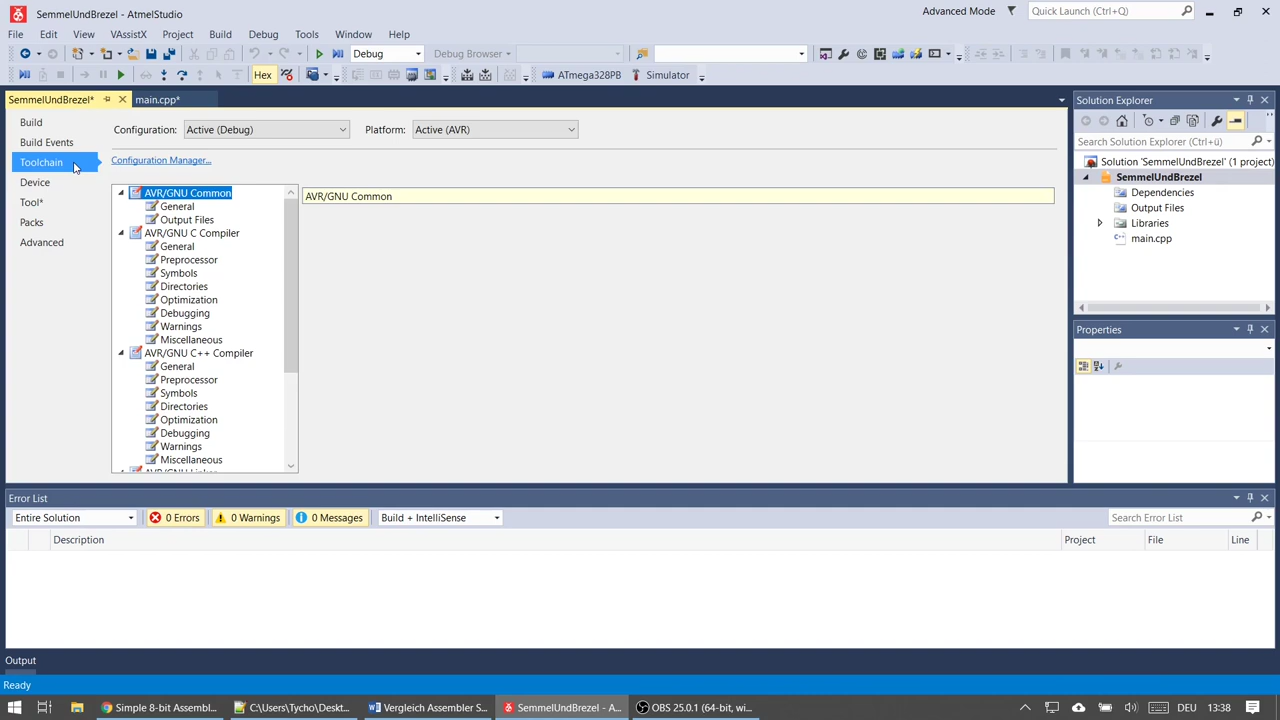 SemmelUndBrezel - AtmelStudio
Advanced Mode
Quick Launch (Ctrl+Q)
File Edit View VAssistX Project Build Debug Tools Window Help
Debug Debug Browser
Hex ATmega328PB Simulator
SemmelUndBrezel* main.cpp*
Build
Build Events
Toolchain
Device
Tool*
Packs
Advanced
Configuration: Active (Debug) Platform: Active (AVR)
Configuration Manager...
AVR/GNU Common
General
Output Files
AVR/GNU C Compiler
General
Preprocessor
Symbols
Directories
Optimization
Debugging
Warnings
Miscellaneous
AVR/GNU C++ Compiler
General
Preprocessor
Symbols
Directories
Optimization
Debugging
Warnings
Miscellaneous
AVR/GNU Linker
AVR/GNU Common
Solution Explorer
Search Solution Explorer (Ctrl+ü)
Solution 'SemmelUndBrezel' (1 project)
SemmelUndBrezel
Dependencies
Output Files
Libraries
main.cpp
Properties
Error List
Entire Solution 0 Errors 0 Warnings 0 Messages Build + IntelliSense Search Error List
Description Project File Line
Output
Ready
Simple 8-bit Assembl... C:\Users\Tycho\Deskt... Vergleich Assembler S... SemmelUndBrezel - A... OBS 25.0.1 (64-bit, wi... DEU 13:38